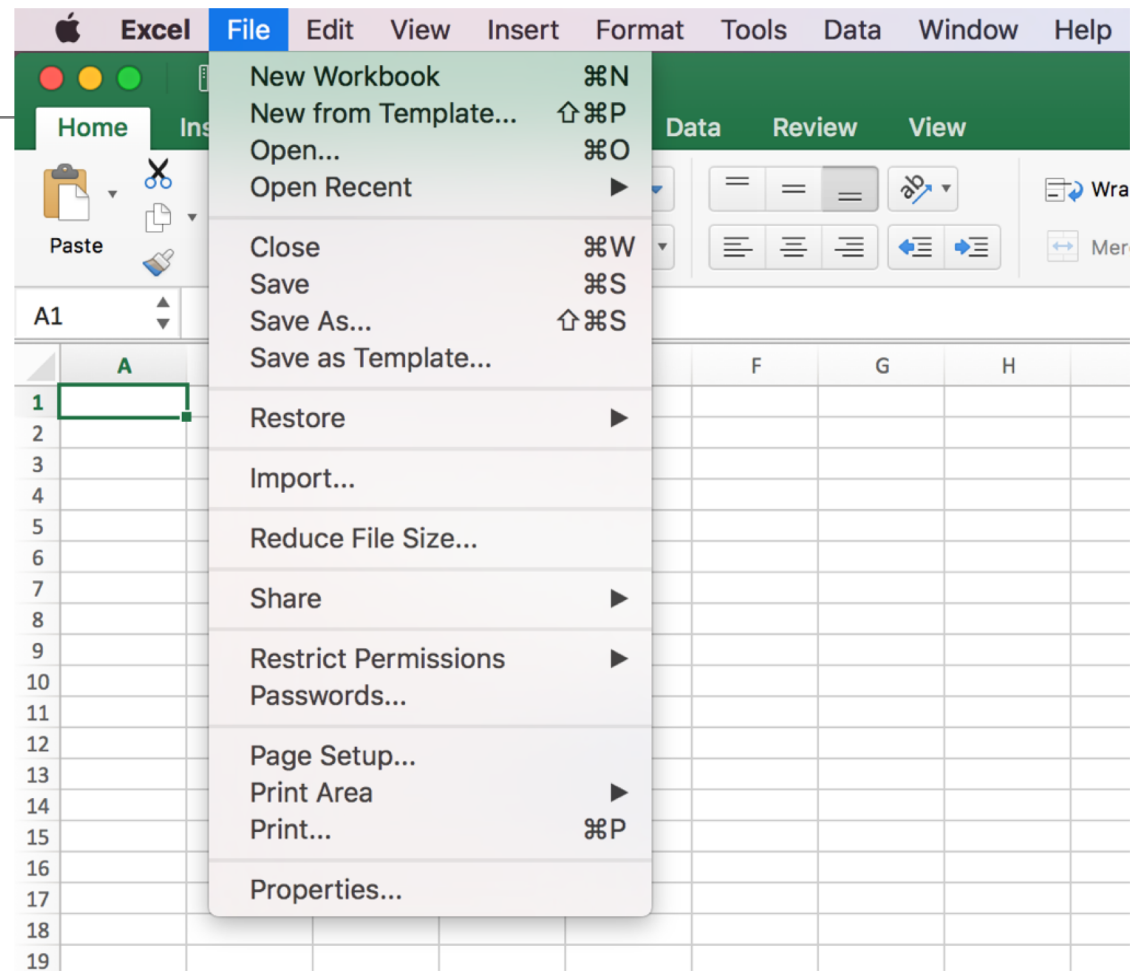 Excel File Edit View Insert Format Tools Data Window Help
New Workbook ⌘N
New from Template... ⇧⌘P
Open... ⌘O
Open Recent ▶
Close ⌘W
Save ⌘S
Save As... ⇧⌘S
Save as Template...
Restore ▶
Import...
Reduce File Size...
Share ▶
Restrict Permissions ▶
Passwords...
Page Setup...
Print Area ▶
Print... ⌘P
Properties...
Home Ins Data Review View
Paste
Wra
Mer
A1
A F G H
1
2
3
4
5
6
7
8
9
10
11
12
13
14
15
16
17
18
19